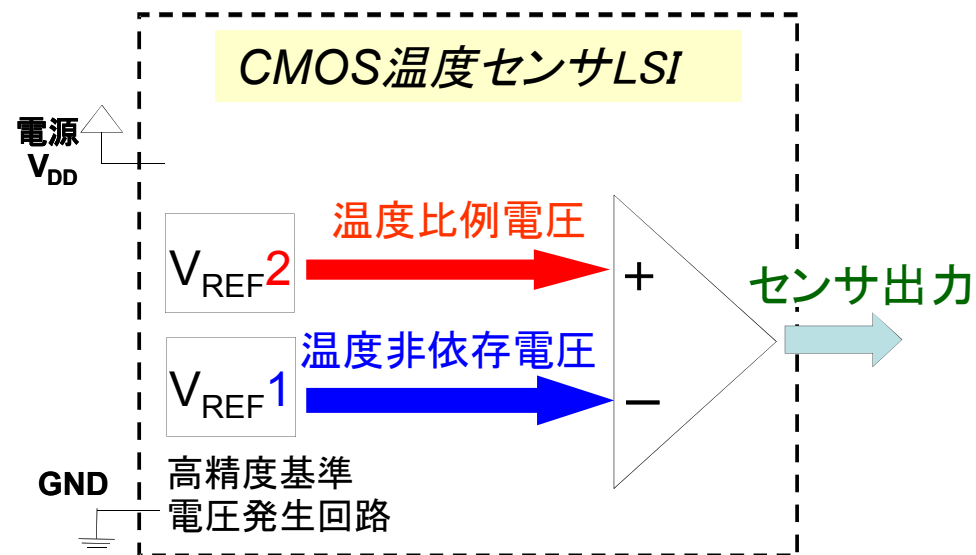 CMOS温度センサLSI
電源
VDD
温度比例電圧
VREF2
+
センサ出力
温度非依存電圧
VREF1
−
高精度基準
電圧発生回路
GND